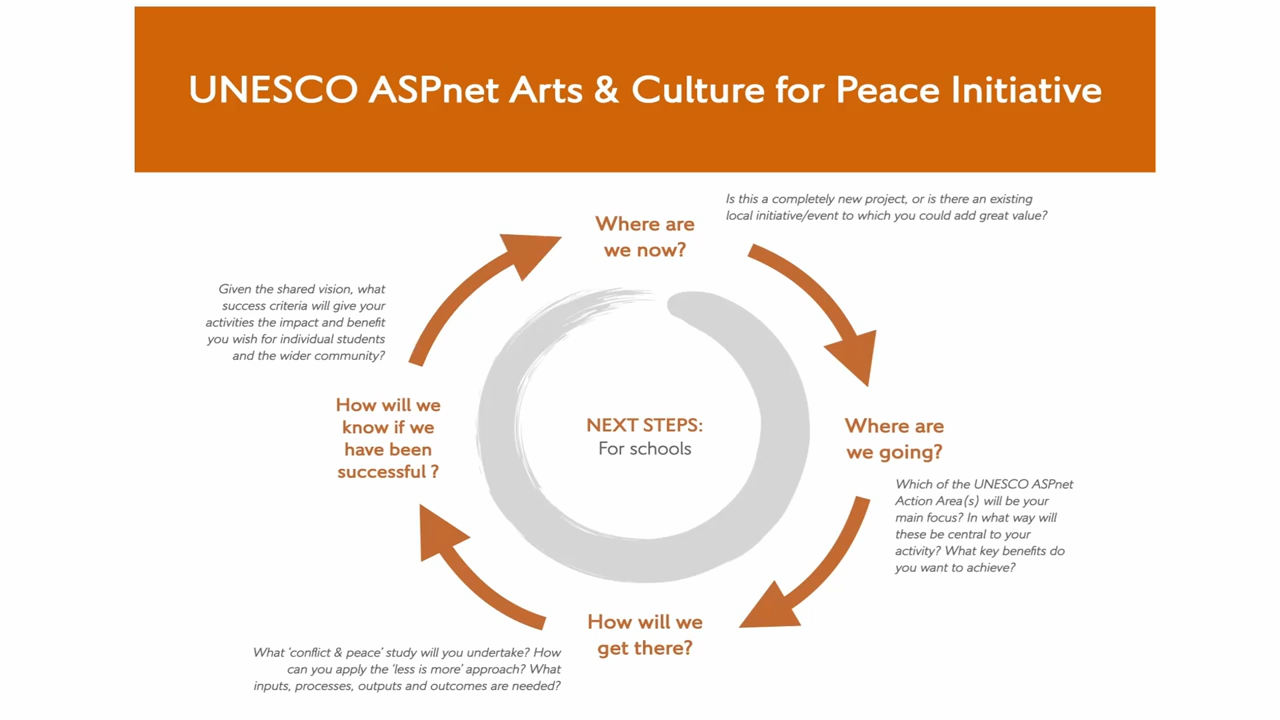 UNESCO ASPnet Arts & Culture for Peace Initiative
Is this a completely new project, or is there an existing
local initiative/event to which you could add great value?
Where are
we now?
Given the shared vision, what
success criteria will give your
activities the impact and benefit
you wish for individual students
and the wider community?
How will we
know if we
have been
successful ?
NEXT STEPS:
For schools
Where are
we going?
Which of the UNESCO ASPnet
Action Area(s) will be your
main focus? In what way will
these be central to your
activity? What key benefits do
you want to achieve?
How will we
get there?
What ‘conflict & peace’ study will you undertake? How
can you apply the ‘less is more’ approach? What
inputs, processes, outputs and outcomes are needed?